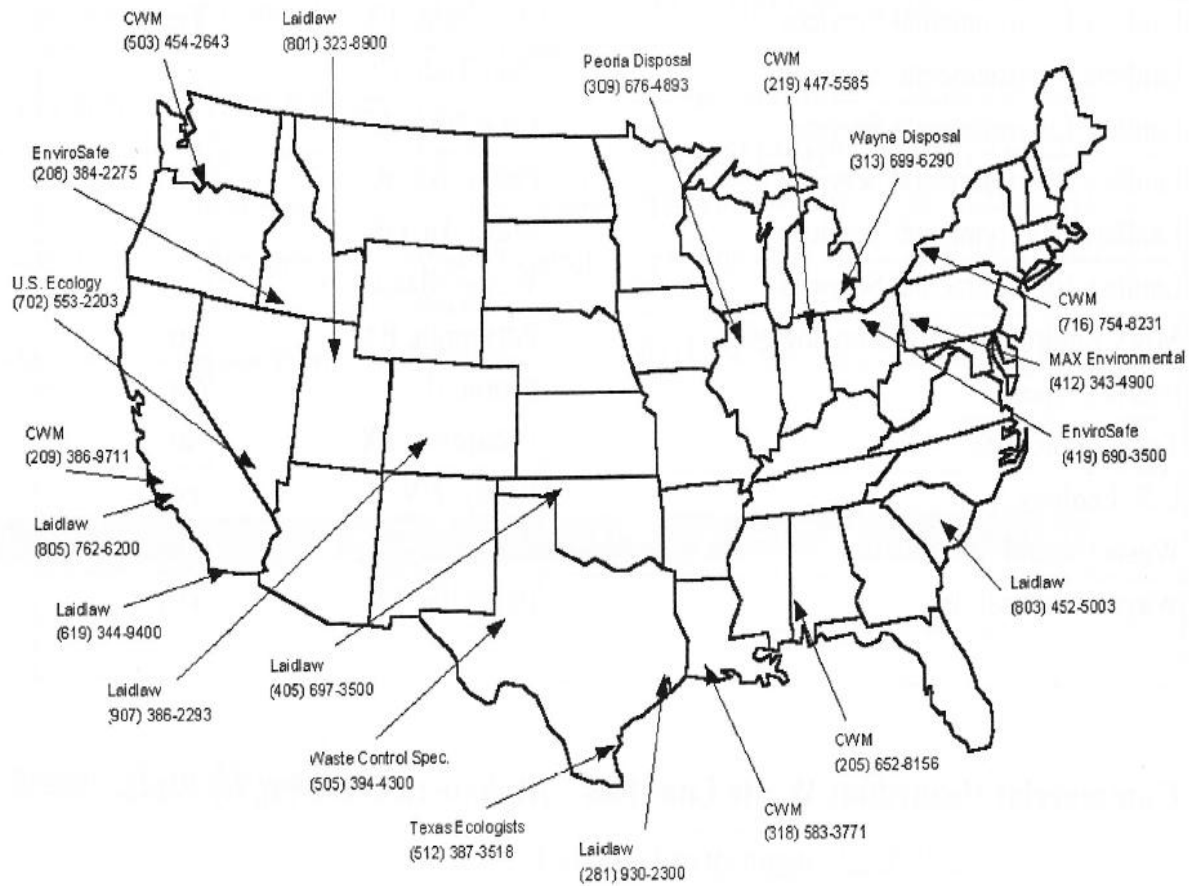 CWM
(503) 454-2643
Laidlaw
(801) 323-8900
Peoria Disposal
(309) 676-4893
CWM
(219) 447-5585
Wayne Disposal
(313) 699-6290
EnviroSafe
(208) 384-2275
U.S. Ecology
(702) 553-2203
CWM
(716) 754-8231
MAX Environmental
(412) 343-4900
EnviroSafe
(419) 690-3500
CWM
(209) 386-9711
Laidlaw
(805) 762-6200
Laidlaw
(619) 344-9400
Laidlaw
(907) 386-2293
Laidlaw
(405) 697-3500
Waste Control Spec.
(505) 394-4300
Texas Ecologists
(512) 387-3518
Laidlaw
(281) 930-2300
CWM
(318) 583-3771
CWM
(205) 652-8156
Laidlaw
(803) 452-5003